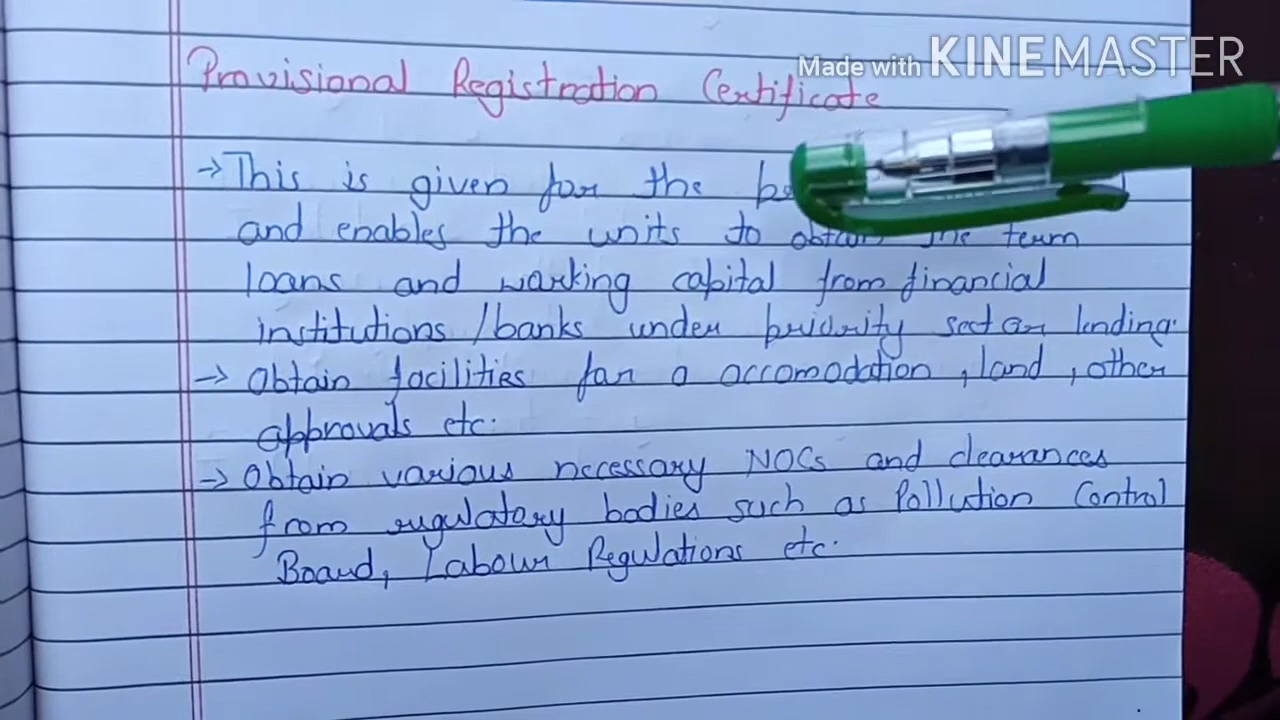 Made with KINEMASTER
Provisional Registration Certificate
→ This is given for the
and enables the units to obtain the term
loans and working capital from financial
institutions /banks under priority sector lending.
→ Obtain facilities for a accomodation, land, other
approvals etc.
→ Obtain various necessary NOCs and clearances
from regulatory bodies such as Pollution Control
Board, Labour Regulations etc.